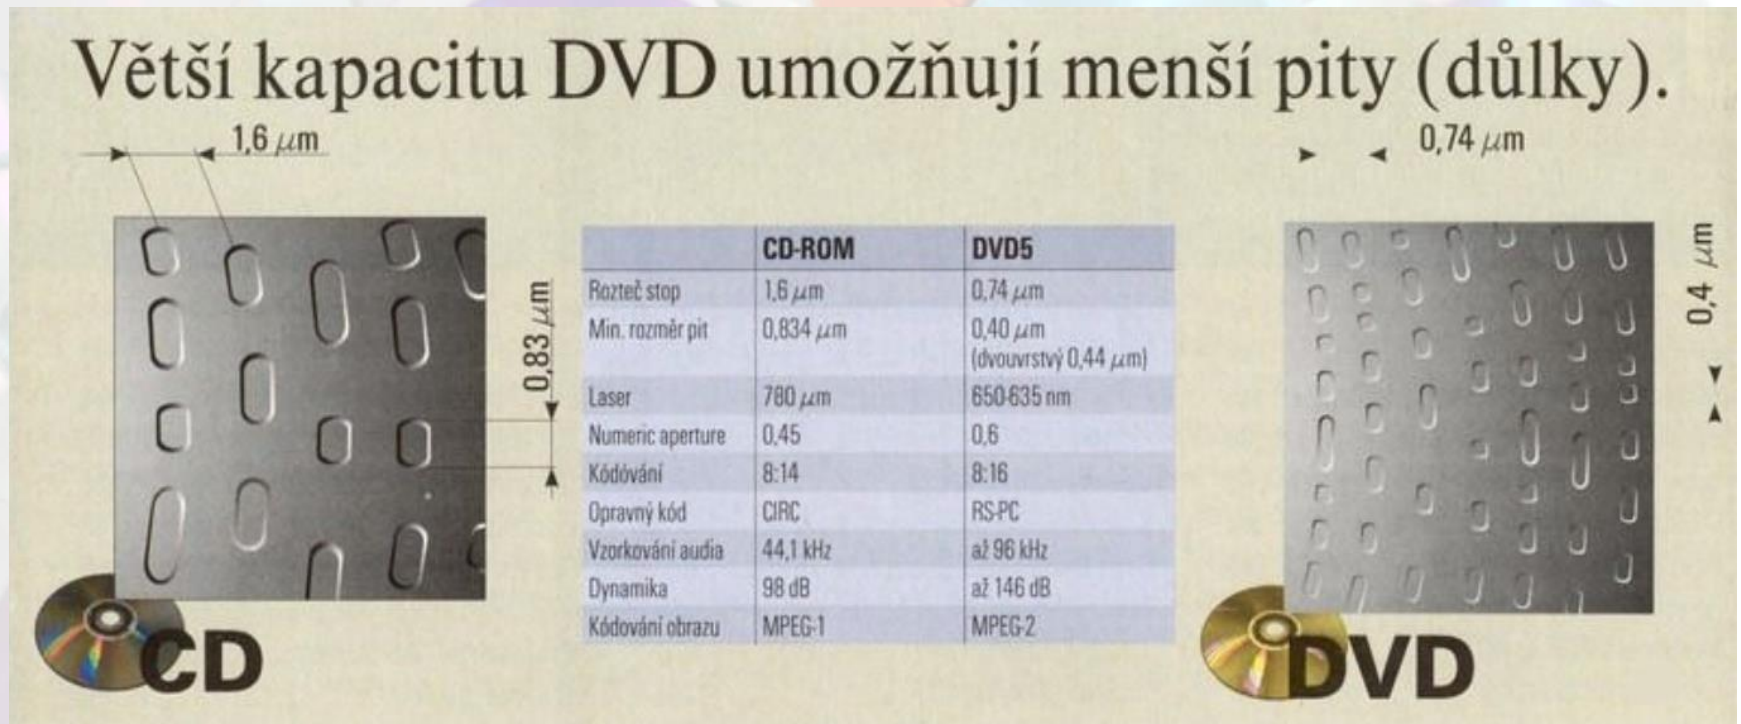 Větší kapacitu DVD umožňují menší pity (důlky).
1,6 μm
0,83 μm
CD
CD-ROM DVD5
Rozteč stop 1,6 μm 0,74 μm
Min. rozměr pit 0,834 μm 0,40 μm
(dvouvrstvý 0,44 μm)
Laser 780 μm 650-635 nm
Numeric aperture 0,45 0,6
Kódóvání 8:14 8:16
Opravný kód CIRC RS-PC
Vzorkování audia 44,1 kHz až 96 kHz
Dynamika 98 dB až 146 dB
Kódování obrazu MPEG-1 MPEG-2
0,74 μm
0,4 μm
DVD